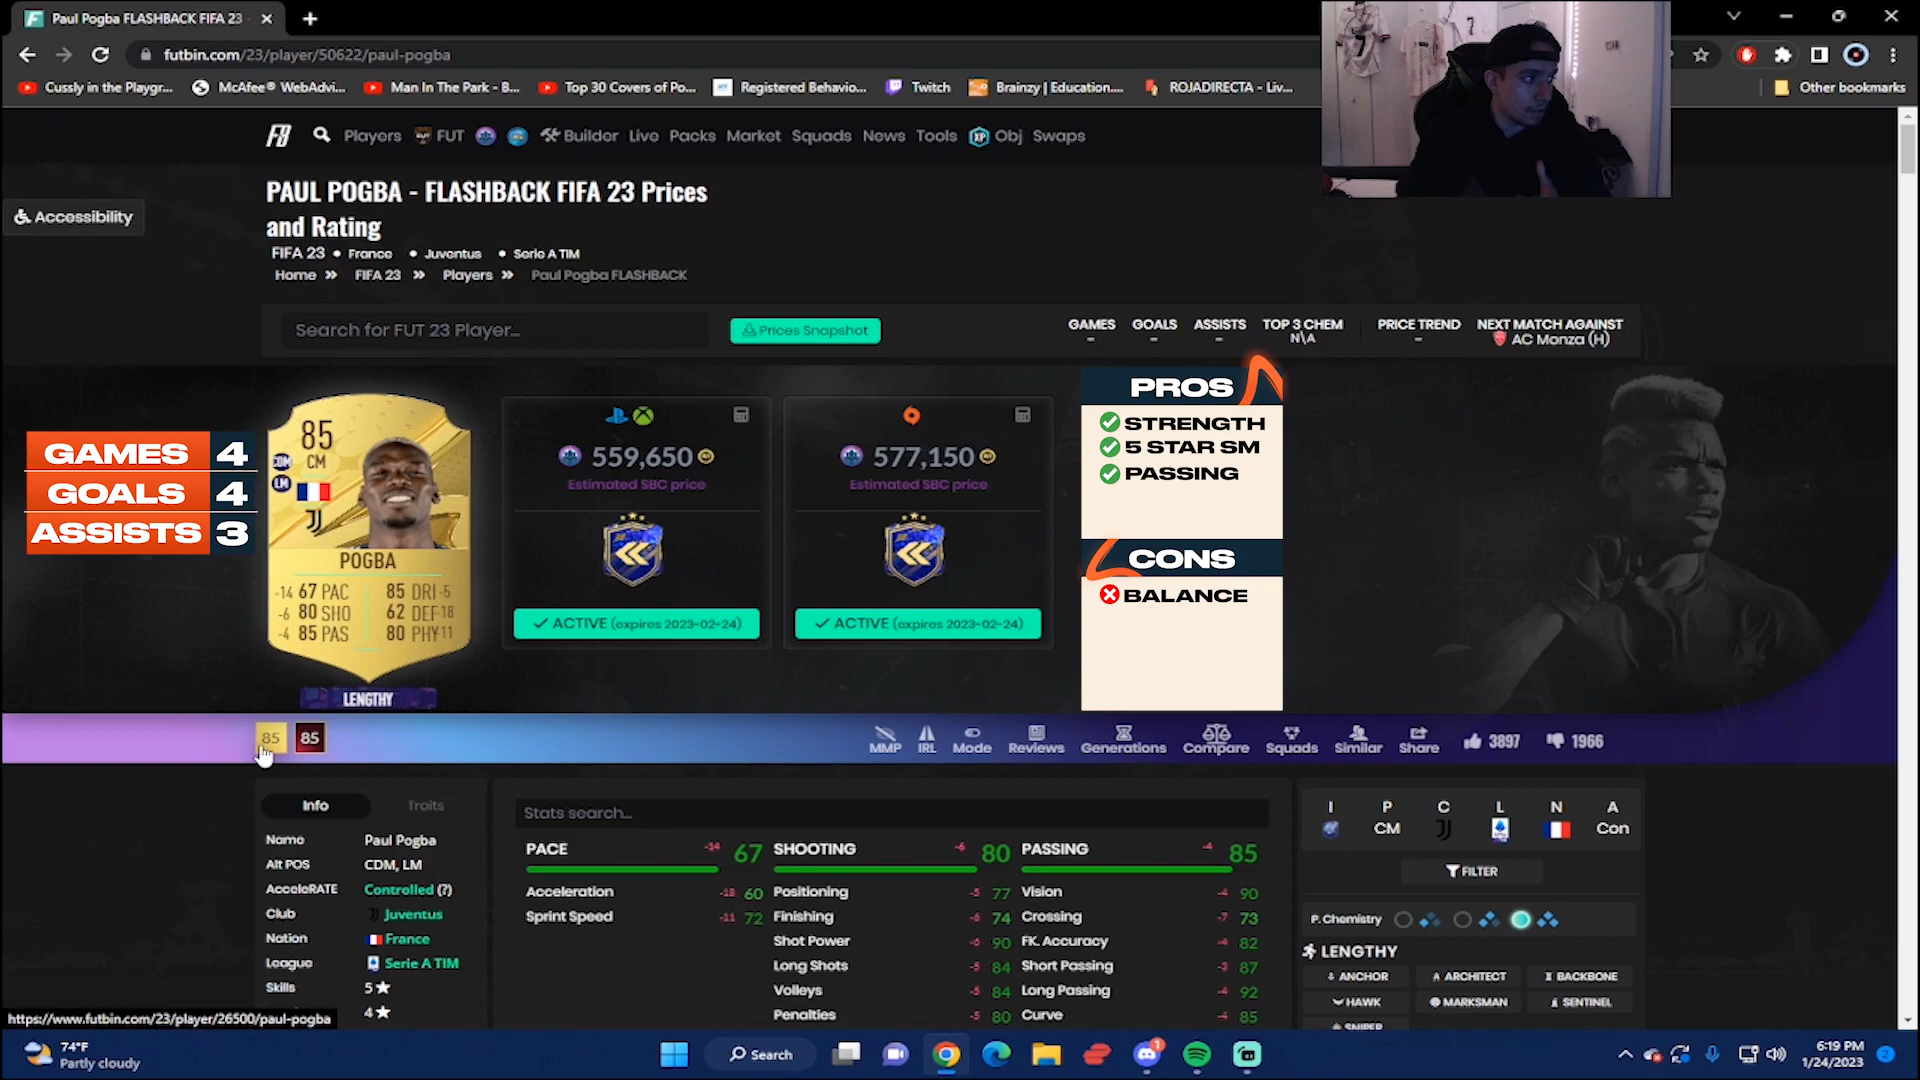 Paul Pogba FLASHBACK FIFA 23
futbin.com/23/player/50622/paul-pogba
Cussly in the Playgr...
McAfee® WebAdvi...
Man In The Park - B...
Top 30 Covers of Po...
Registered Behavio...
Twitch
Brainzy | Education....
ROJADIRECTA - Liv...
Other bookmarks
Players
FUT
Builder
Live
Packs
Market
Squads
News
Tools
Obj
Swaps
Accessibility
PAUL POGBA - FLASHBACK FIFA 23 Prices
and Rating
FIFA 23 • France • Juventus • Serie A TIM
Home » FIFA 23 » Players » Paul Pogba FLASHBACK
Search for FUT 23 Player...
Prices Snapshot
GAMES
-
GOALS
-
ASSISTS
-
TOP 3 CHEM
N\A
PRICE TREND
-
NEXT MATCH AGAINST
AC Monza (H)
GAMES 4
GOALS 4
ASSISTS 3
85
CM
CDM
LM
POGBA
-14 67 PAC 85 DRI -5
-6 80 SHO 62 DEF -18
-4 85 PAS 80 PHY -11
LENGTHY
559,650
Estimated SBC price
ACTIVE (expires 2023-02-24)
577,150
Estimated SBC price
ACTIVE (expires 2023-02-24)
PROS
STRENGTH
5 STAR SM
PASSING
CONS
BALANCE
85 85
MMP
IRL
Mode
Reviews
Generations
Compare
Squads
Similar
Share
3897
1966
Info
Traits
Name Paul Pogba
Alt POS CDM, LM
AcceleRATE Controlled (?)
Club Juventus
Nation France
League Serie A TIM
Skills 5★
4★
Stats search...
PACE -14 67
Acceleration -18 60
Sprint Speed -11 72
SHOOTING -6 80
Positioning -5 77
Finishing -6 74
Shot Power -6 90
Long Shots -5 84
Volleys -5 84
Penalties -5 80
PASSING -4 85
Vision -4 90
Crossing -7 73
FK. Accuracy -4 82
Short Passing -3 87
Long Passing -4 92
Curve -4 85
I P C L N A
CM
Con
FILTER
P. Chemistry
LENGTHY
ANCHOR
ARCHITECT
BACKBONE
HAWK
MARKSMAN
SENTINEL
SNIPER
https://www.futbin.com/23/player/26500/paul-pogba
74°F
Partly cloudy
Search
1
6:19 PM
1/24/2023
2